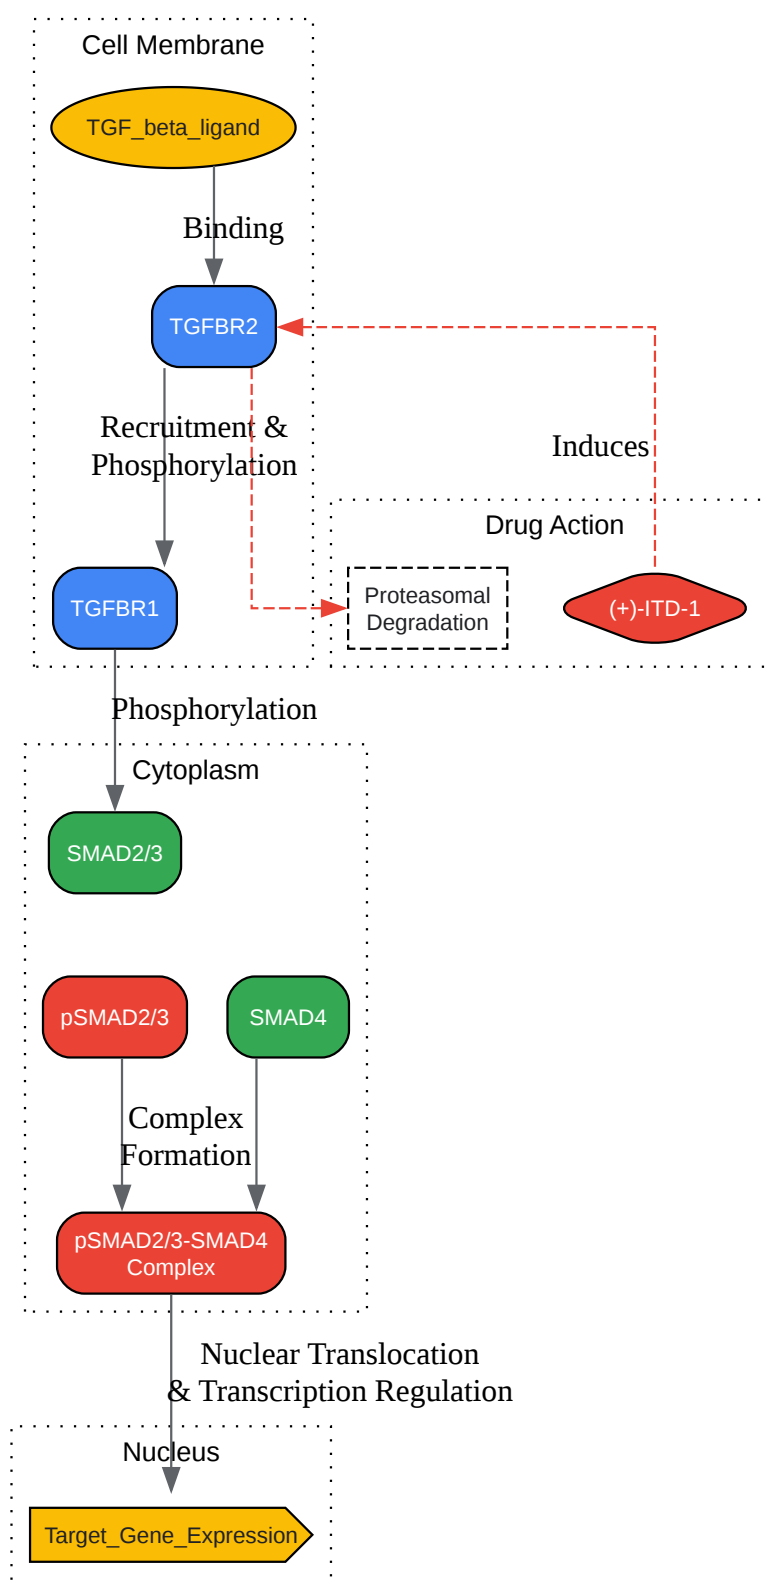 Cell Membrane
TGF_beta_ligand
Binding
TGFBR2
Recruitment &
Phosphorylation
Induces
Drug Action
Proteasomal
Degradation
(+)-ITD-1
TGFBR1
Phosphorylation
Cytoplasm
SMAD2/3
pSMAD2/3
SMAD4
Complex
Formation
pSMAD2/3-SMAD4
Complex
Nuclear Translocation
& Transcription Regulation
Nucleus
Target_Gene_Expression